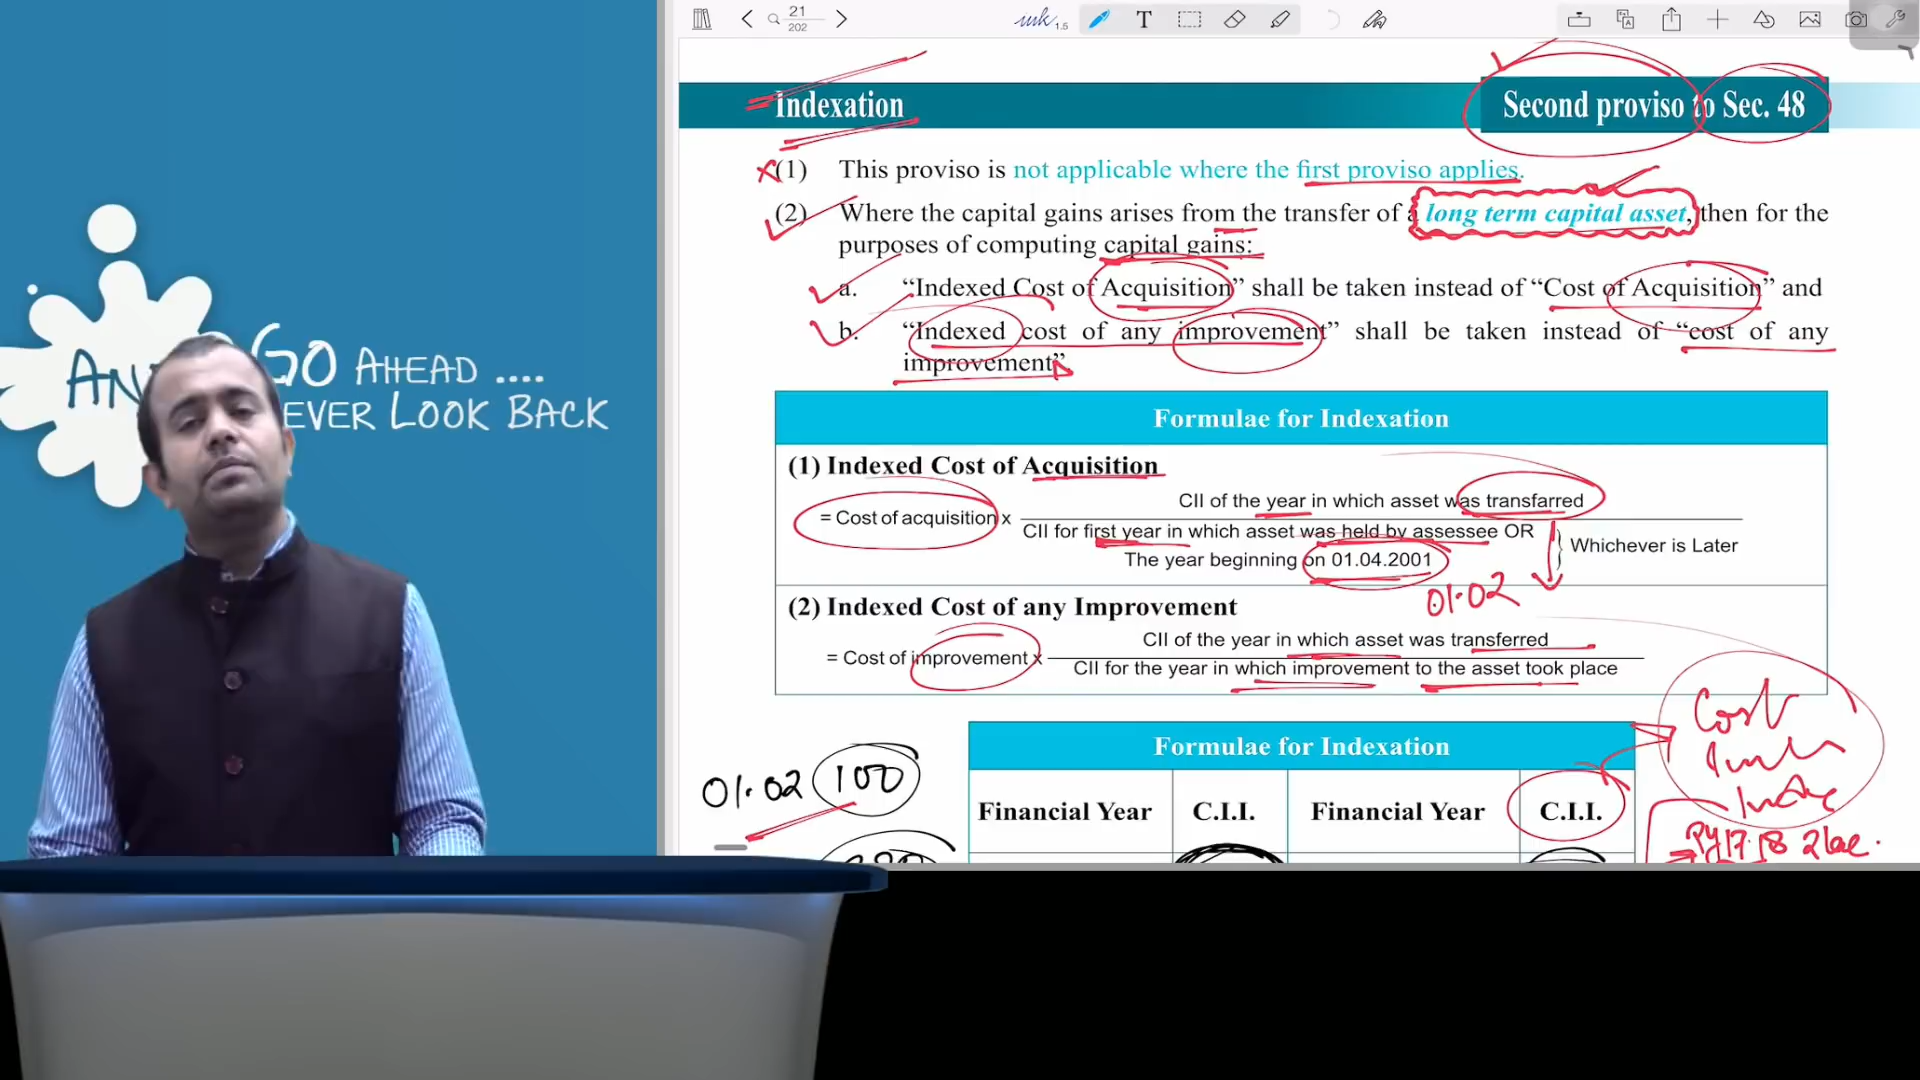 21
202
ink 1.5
T
Indexation
Second proviso to Sec. 48
(1) This proviso is not applicable where the first proviso applies.
(2) Where the capital gains arises from the transfer of a long term capital asset, then for the
purposes of computing capital gains:
a. “Indexed Cost of Acquisition” shall be taken instead of “Cost of Acquisition” and
b. “Indexed cost of any improvement” shall be taken instead of “cost of any
improvement”
GO AHEAD ....
EVER LOOK BACK
Formulae for Indexation
(1) Indexed Cost of Acquisition
= Cost of acquisition x
CII of the year in which asset was transfarred
CII for first year in which asset was held by assessee OR
The year beginning on 01.04.2001
Whichever is Later
01.02
(2) Indexed Cost of any Improvement
= Cost of improvement x
CII of the year in which asset was transferred
CII for the year in which improvement to the asset took place
Cost
01.02 100
Formulae for Indexation
Financial Year C.I.I. Financial Year C.I.I.
PY 17.18 2 lac.